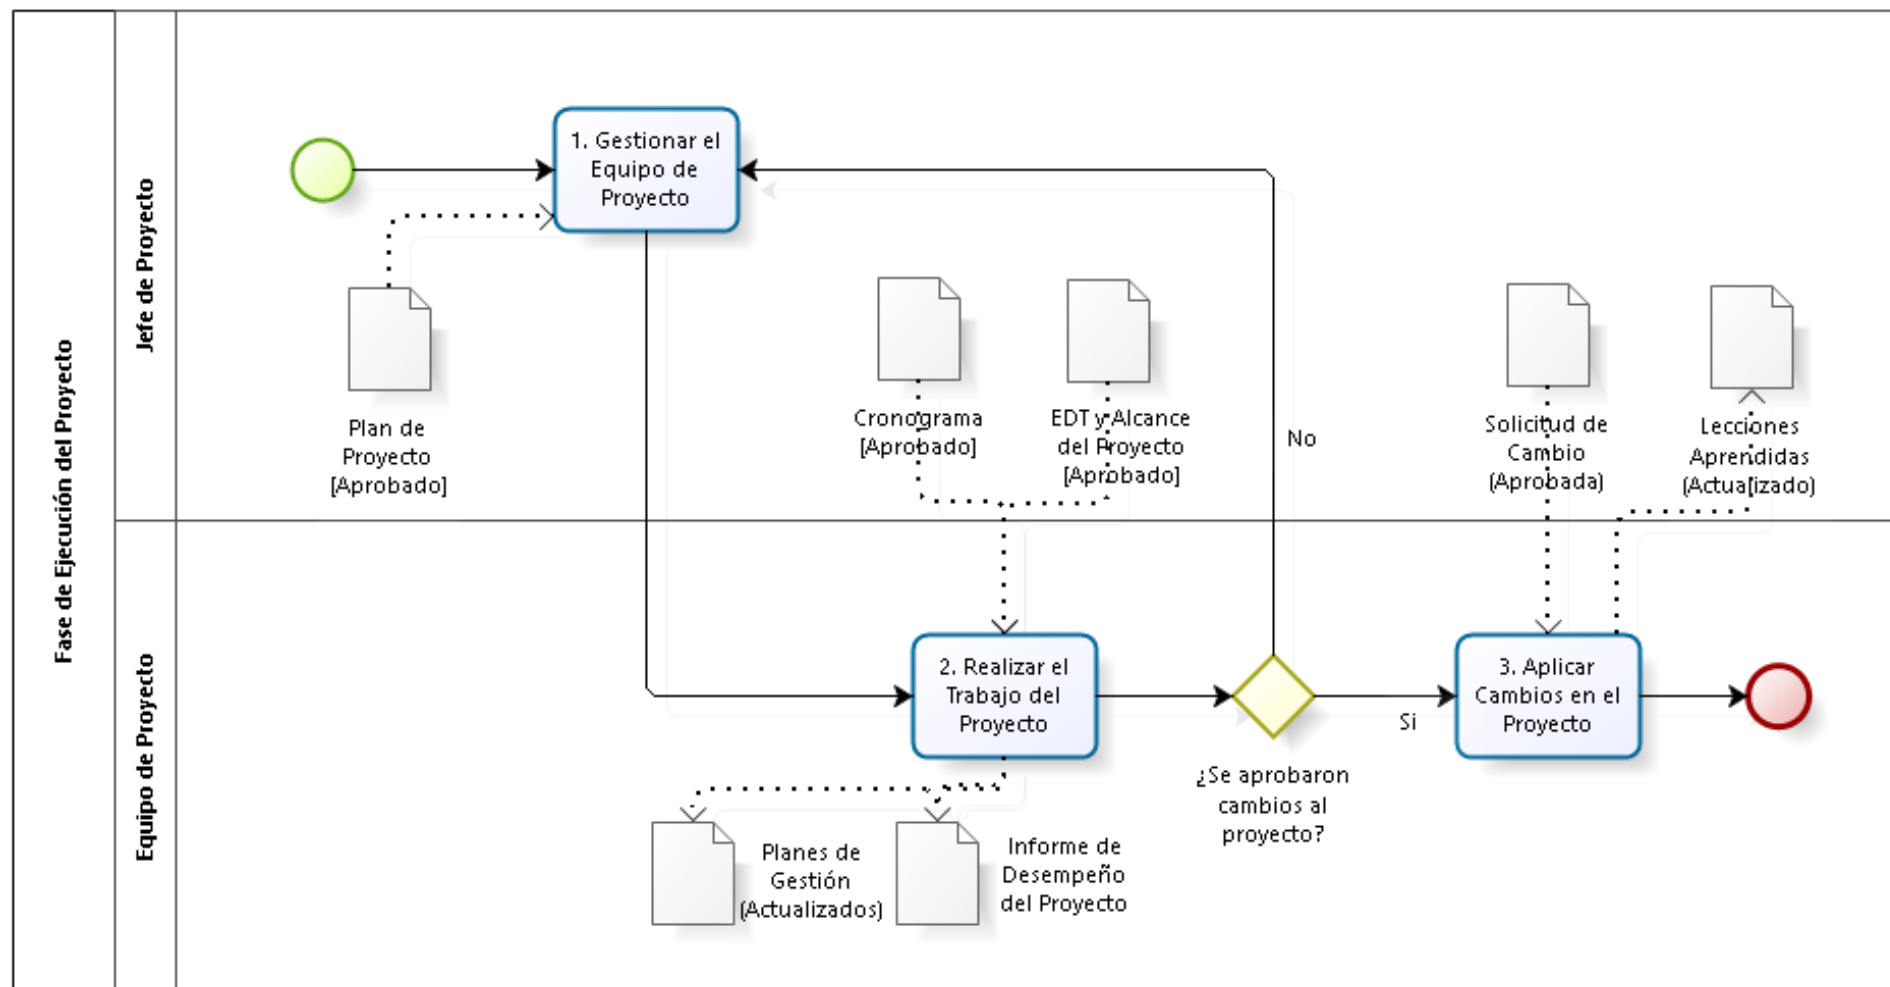 Fase de Ejecución del Proyecto
Jefe de Proyecto
1. Gestionar el
Equipo de
Proyecto
Plan de
Proyecto
[Aprobado]
Cronograma
[Aprobado]
EDT y Alcance
del Proyecto
[Aprobado]
No
Solicitud de
Cambio
(Aprobada)
Lecciones
Aprendidas
(Actualizado)
Equipo de Proyecto
2. Realizar el
Trabajo del
Proyecto
¿Se aprobaron
cambios al
proyecto?
Si
3. Aplicar
Cambios en el
Proyecto
Planes de
Gestión
(Actualizados)
Informe de
Desempeño
del Proyecto